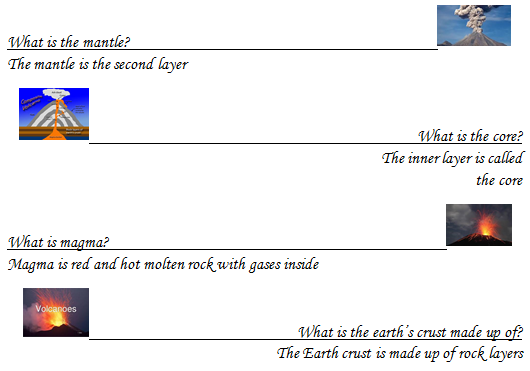 What is the mantle?
The mantle is the second layer
What is the core?
The inner layer is called
the core
What is magma?
Magma is red and hot molten rock with gases inside
Volcanoes
What is the earth's crust made up of?
The Earth crust is made up of rock layers